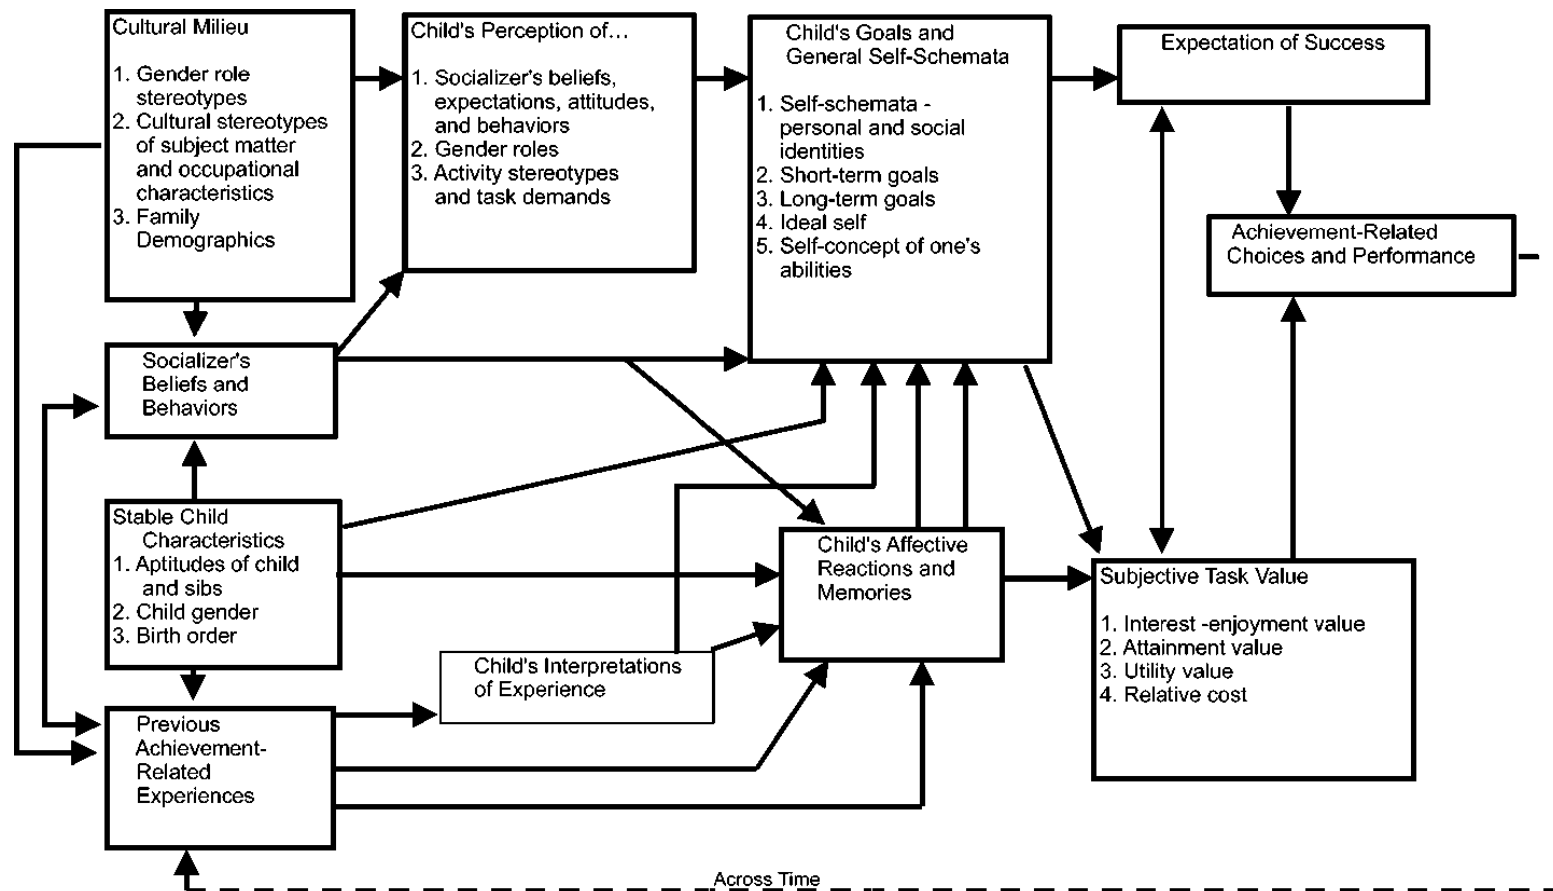 Cultural Milieu
1. Gender role
stereotypes
2. Cultural stereotypes
of subject matter
and occupational
characteristics
3. Family
Demographics
Child's Perception of...
1. Socializer's beliefs,
expectations, attitudes,
and behaviors
2. Gender roles
3. Activity stereotypes
and task demands
Child's Goals and
General Self-Schemata
1. Self-schemata -
personal and social
identities
2. Short-term goals
3. Long-term goals
4. Ideal self
5. Self-concept of one's
abilities
Expectation of Success
Achievement-Related
Choices and Performance
Socializer's
Beliefs and
Behaviors
Stable Child
Characteristics
1. Aptitudes of child
and sibs
2. Child gender
3. Birth order
Child's Affective
Reactions and
Memories
Subjective Task Value
1. Interest -enjoyment value
2. Attainment value
3. Utility value
4. Relative cost
Child's Interpretations
of Experience
Previous
Achievement-
Related
Experiences
Across Time